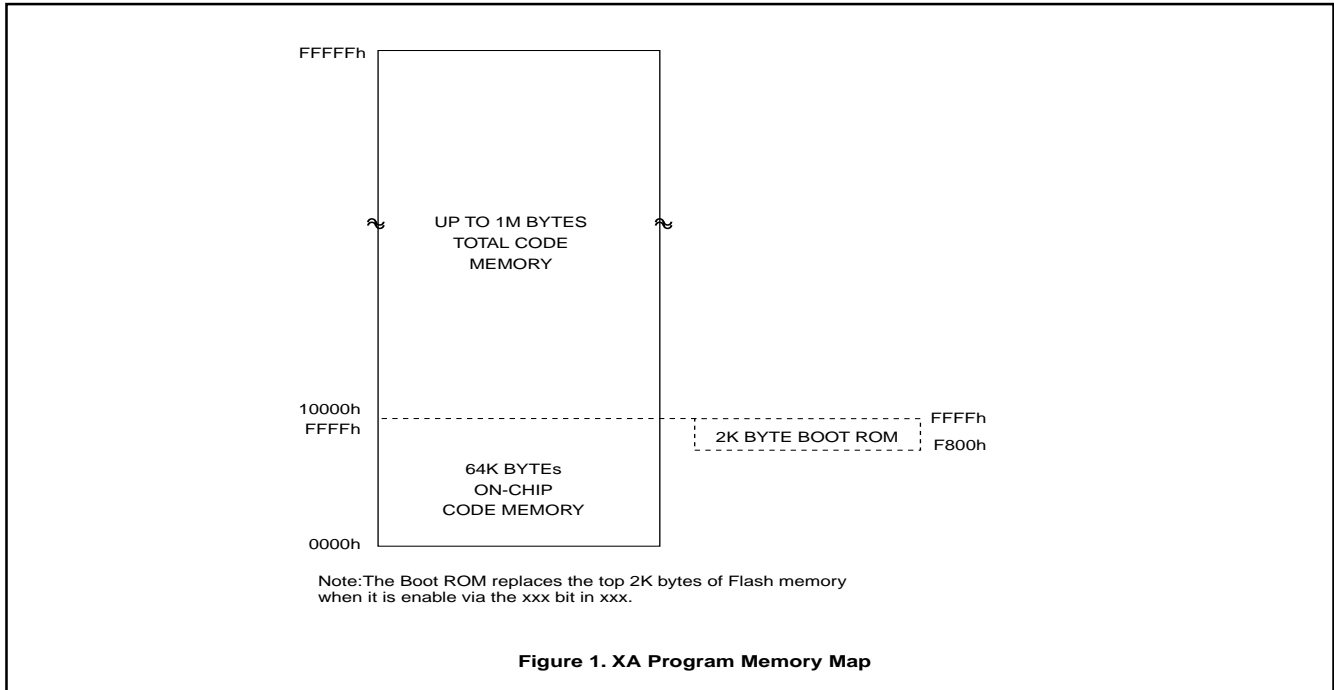 FFFFFh
UP TO 1M BYTES
TOTAL CODE
MEMORY
10000h
FFFFh
FFFFh
2K BYTE BOOT ROM
F800h
64K BYTEs
ON-CHIP
CODE MEMORY
0000h
Note:The Boot ROM replaces the top 2K bytes of Flash memory
when it is enable via the xxx bit in xxx.
Figure 1. XA Program Memory Map